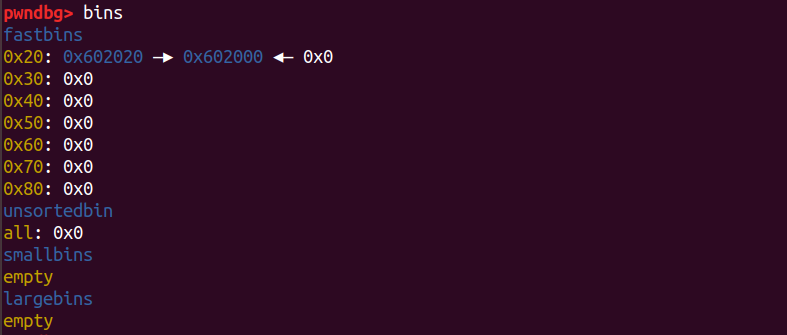 pwndbg> bins
fastbins
0x20: 0x602020 —▸ 0x602000 ◂— 0x0
0x30: 0x0
0x40: 0x0
0x50: 0x0
0x60: 0x0
0x70: 0x0
0x80: 0x0
unsortedbin
all: 0x0
smallbins
empty
largebins
empty